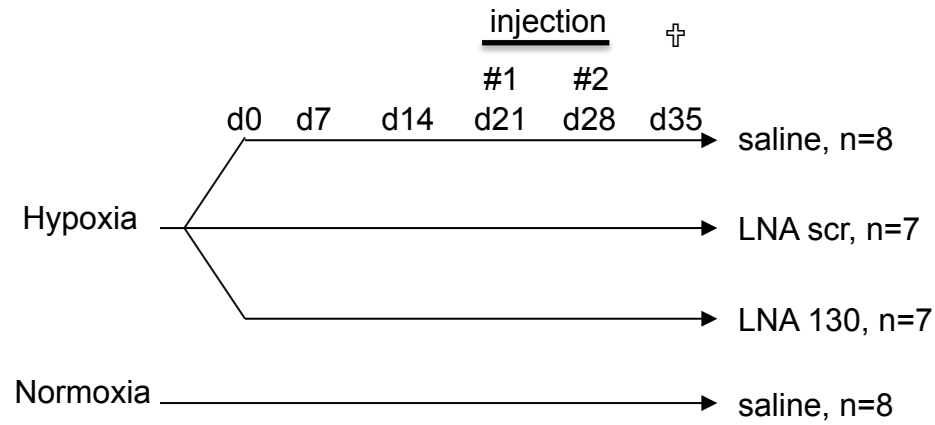 injection
✞
#1 #2
d0 d7 d14 d21 d28 d35
saline, n=8
Hypoxia
LNA scr, n=7
LNA 130, n=7
Normoxia
saline, n=8